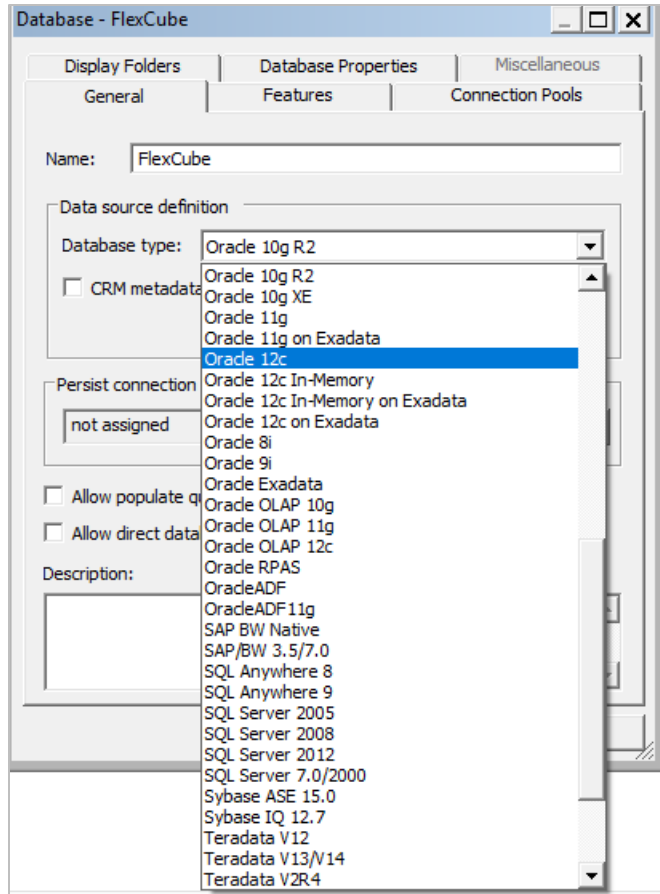 Database - FlexCube
Display Folders Database Properties Miscellaneous
General Features Connection Pools
Name: FlexCube
Data source definition
Database type: Oracle 10g R2
CRM metadata
Persist connection
not assigned
Allow populate q
Allow direct datal
Description:
Oracle 10g R2
Oracle 10g XE
Oracle 11g
Oracle 11g on Exadata
Oracle 12c
Oracle 12c In-Memory
Oracle 12c In-Memory on Exadata
Oracle 12c on Exadata
Oracle 8i
Oracle 9i
Oracle Exadata
Oracle OLAP 10g
Oracle OLAP 11g
Oracle OLAP 12c
Oracle RPAS
OracleADF
OracleADF11g
SAP BW Native
SAP/BW 3.5/7.0
SQL Anywhere 8
SQL Anywhere 9
SQL Server 2005
SQL Server 2008
SQL Server 2012
SQL Server 7.0/2000
Sybase ASE 15.0
Sybase IQ 12.7
Teradata V12
Teradata V13/V14
Teradata V2R4